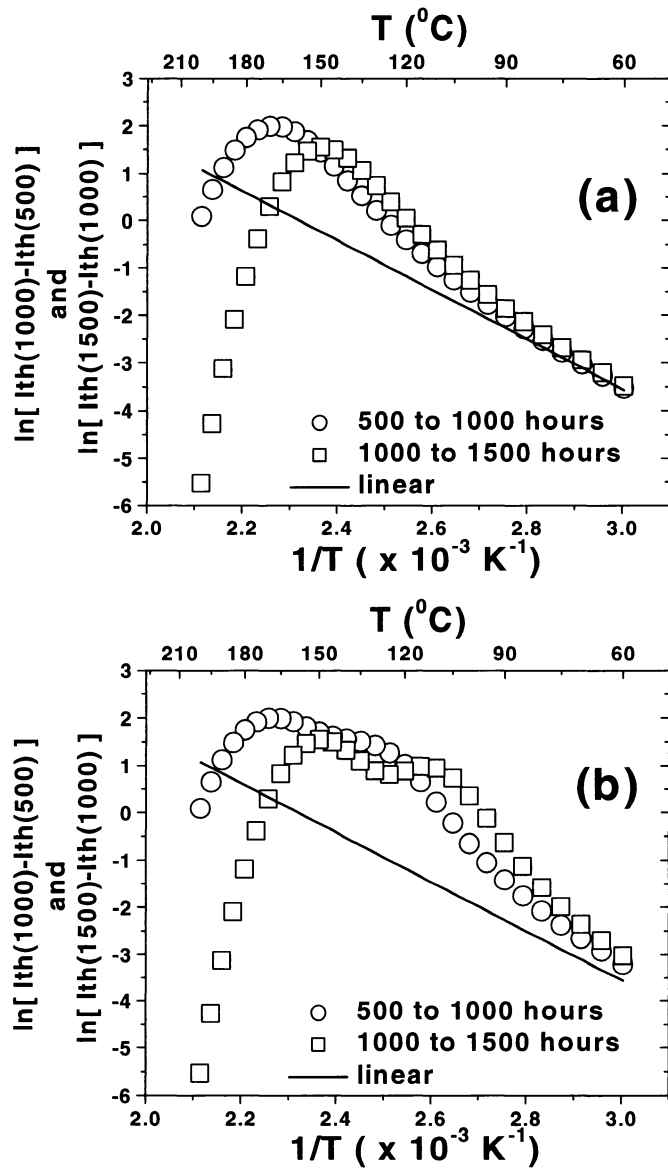 T (⁰C)
210 180 150 120 90 60
3
2
1
0
-1
-2
-3
-4
-5
-6
ln[ Ith(1000)-Ith(500) ]
and
ln[ Ith(1500)-Ith(1000) ]
(a)
500 to 1000 hours
1000 to 1500 hours
linear
2.0 2.2 2.4 2.6 2.8 3.0
1/T ( x 10⁻³ K⁻¹)
T (⁰C)
210 180 150 120 90 60
3
2
1
0
-1
-2
-3
-4
-5
-6
ln[ Ith(1000)-Ith(500) ]
and
ln[ Ith(1500)-Ith(1000) ]
(b)
500 to 1000 hours
1000 to 1500 hours
linear
2.0 2.2 2.4 2.6 2.8 3.0
1/T ( x 10⁻³ K⁻¹)